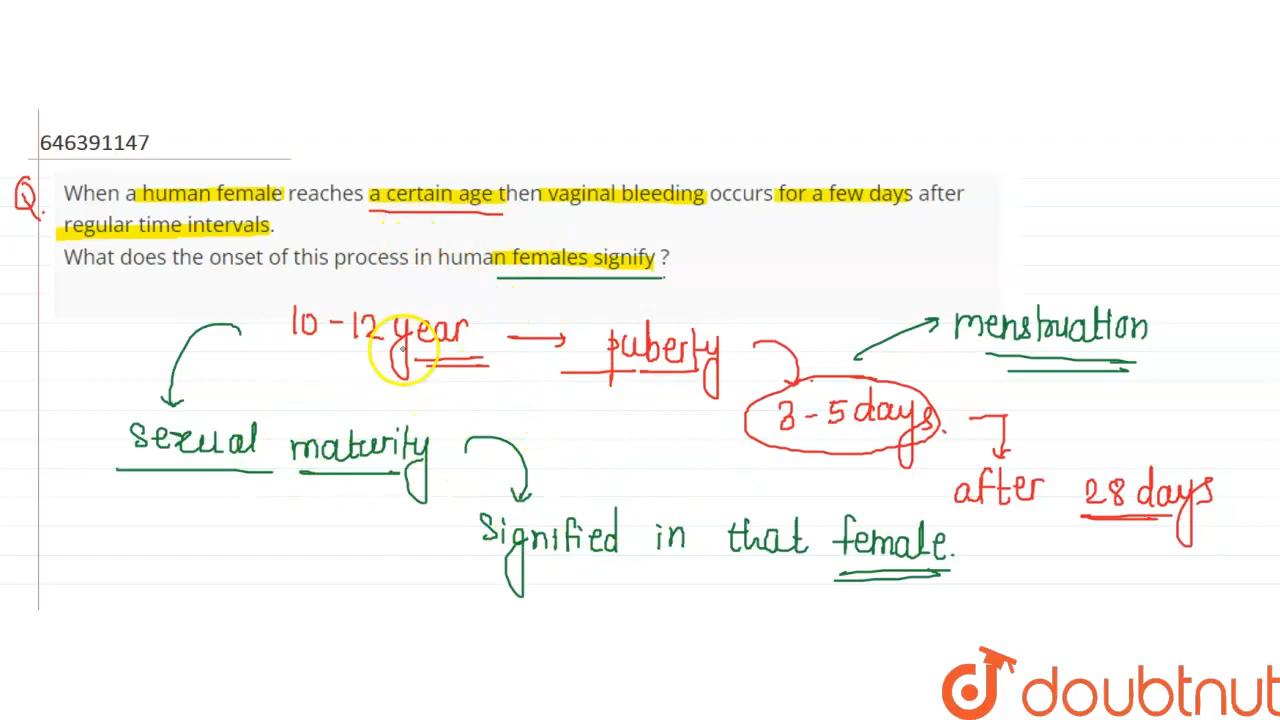 646391147
Q. When a human female reaches a certain age then vaginal bleeding occurs for a few days after
regular time intervals.
What does the onset of this process in human females signify ?
10-12 year → puberty
menstruation
3-5 days.
sexual maturity
after 28 days
signified in that female.
doubtnut